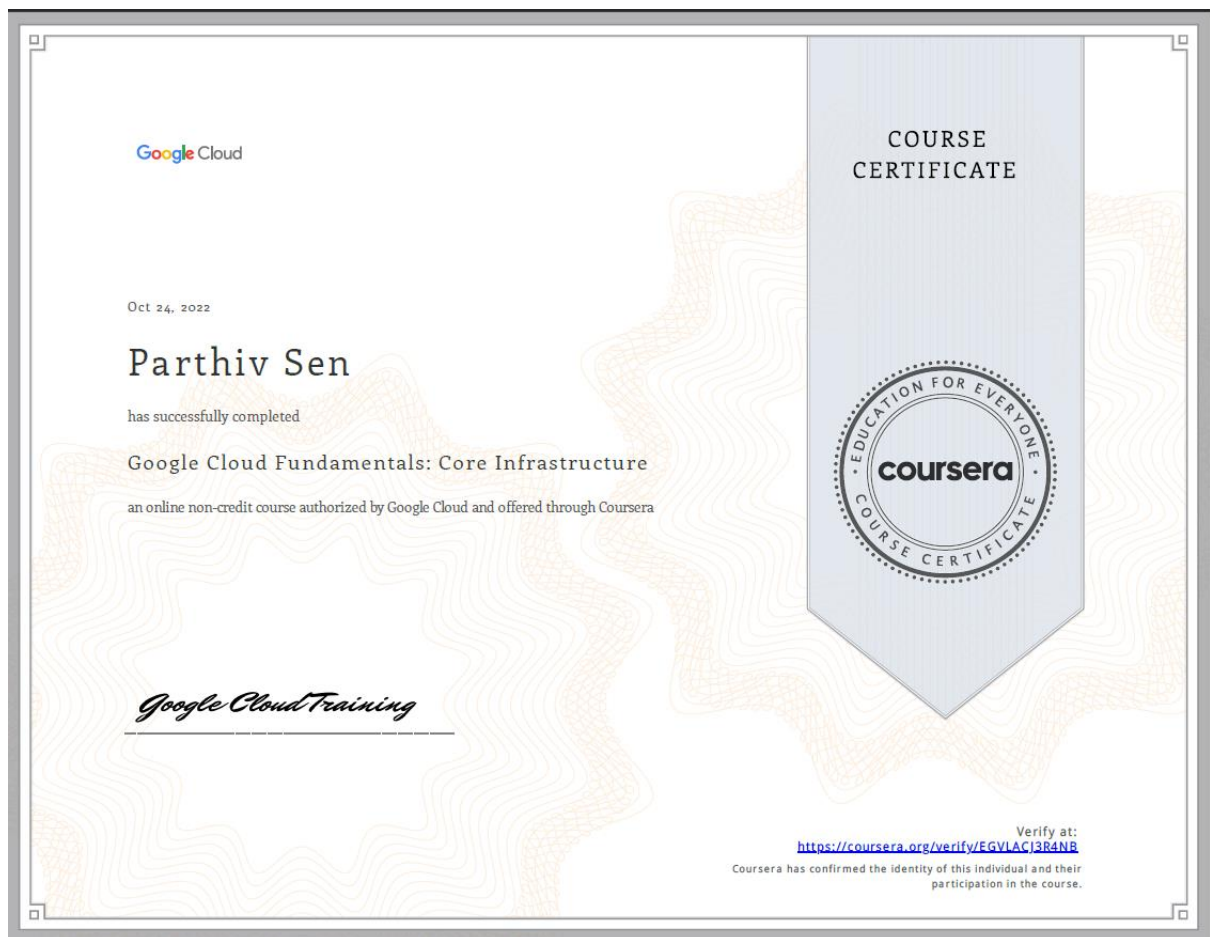 Google Cloud
COURSE
CERTIFICATE
Oct 24, 2022
Parthiv Sen
has successfully completed
Google Cloud Fundamentals: Core Infrastructure
an online non-credit course authorized by Google Cloud and offered through Coursera
EDUCATION FOR EVERYONE
coursera
COURSE CERTIFICATE
Google Cloud Training
Verify at:
https://coursera.org/verify/EGVLACJ3R4NB
Coursera has confirmed the identity of this individual and their
participation in the course.